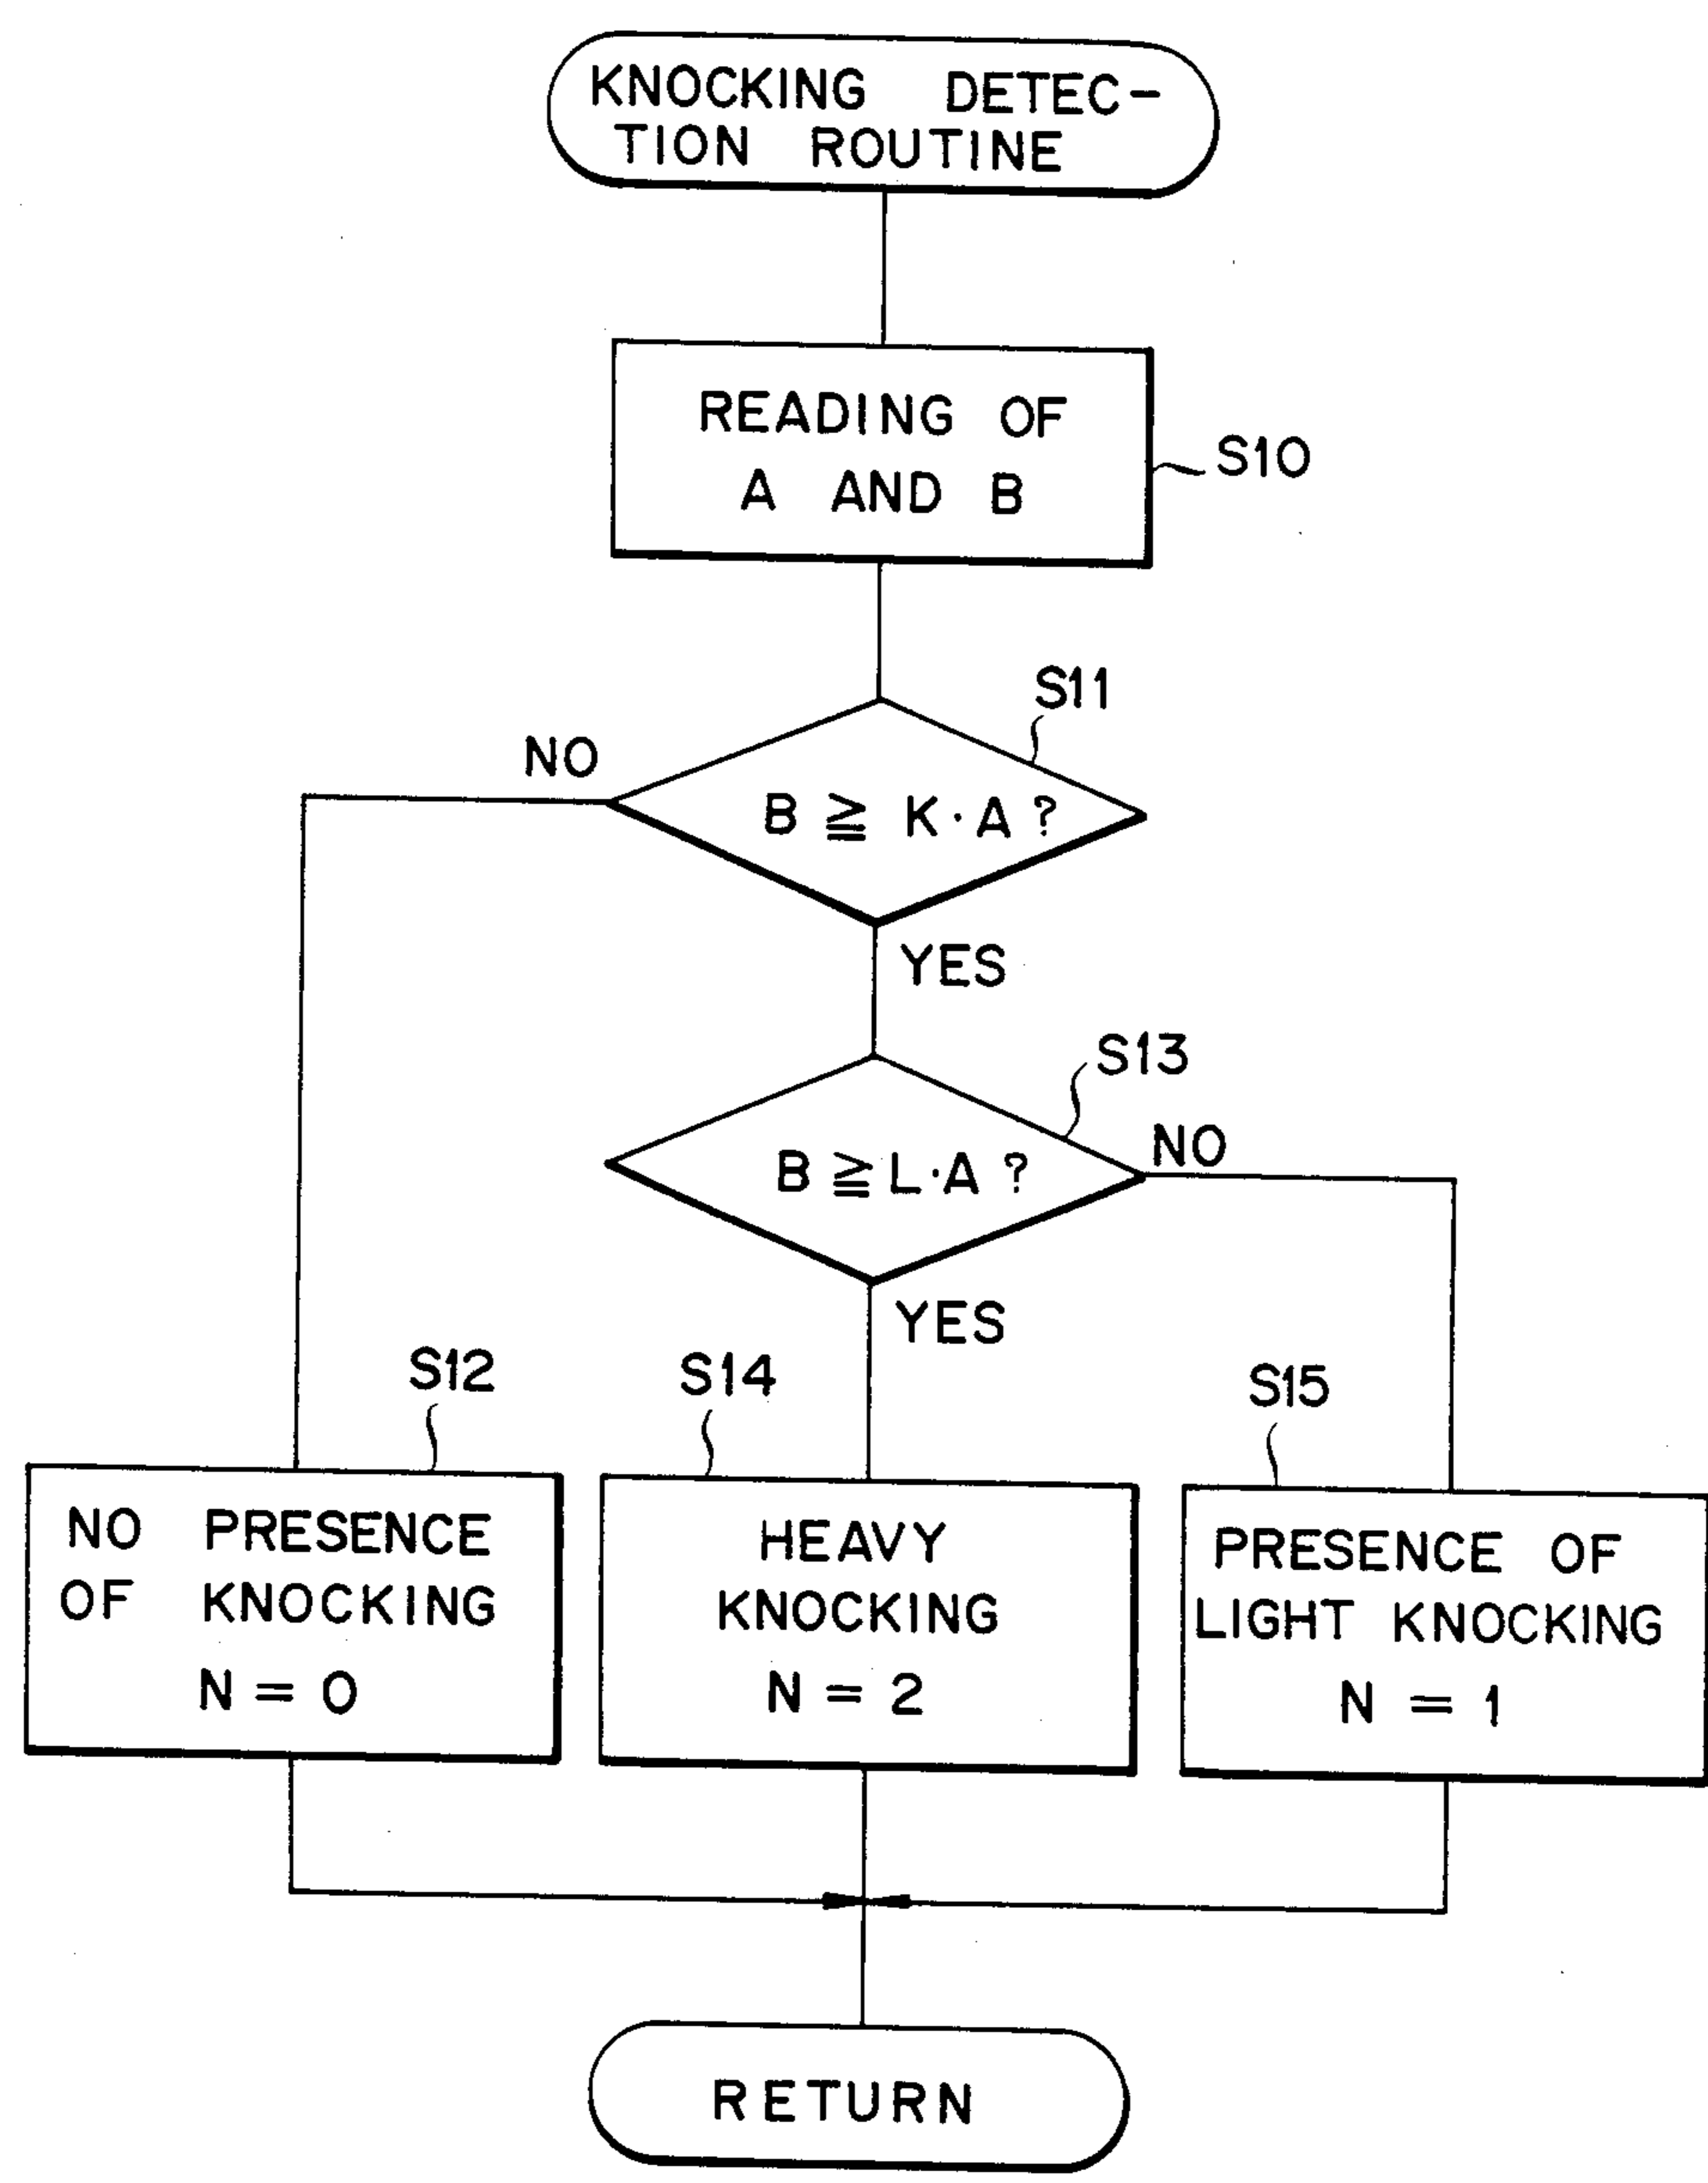 KNOCKING DETEC-
TION ROUTINE
READING OF
A AND B
S10
S11
NO
B ≧ K·A ?
YES
S13
B ≧ L·A ?
NO
YES
S12
NO PRESENCE
OF KNOCKING
N = 0
S14
HEAVY
KNOCKING
N = 2
S15
PRESENCE OF
LIGHT KNOCKING
N = 1
RETURN